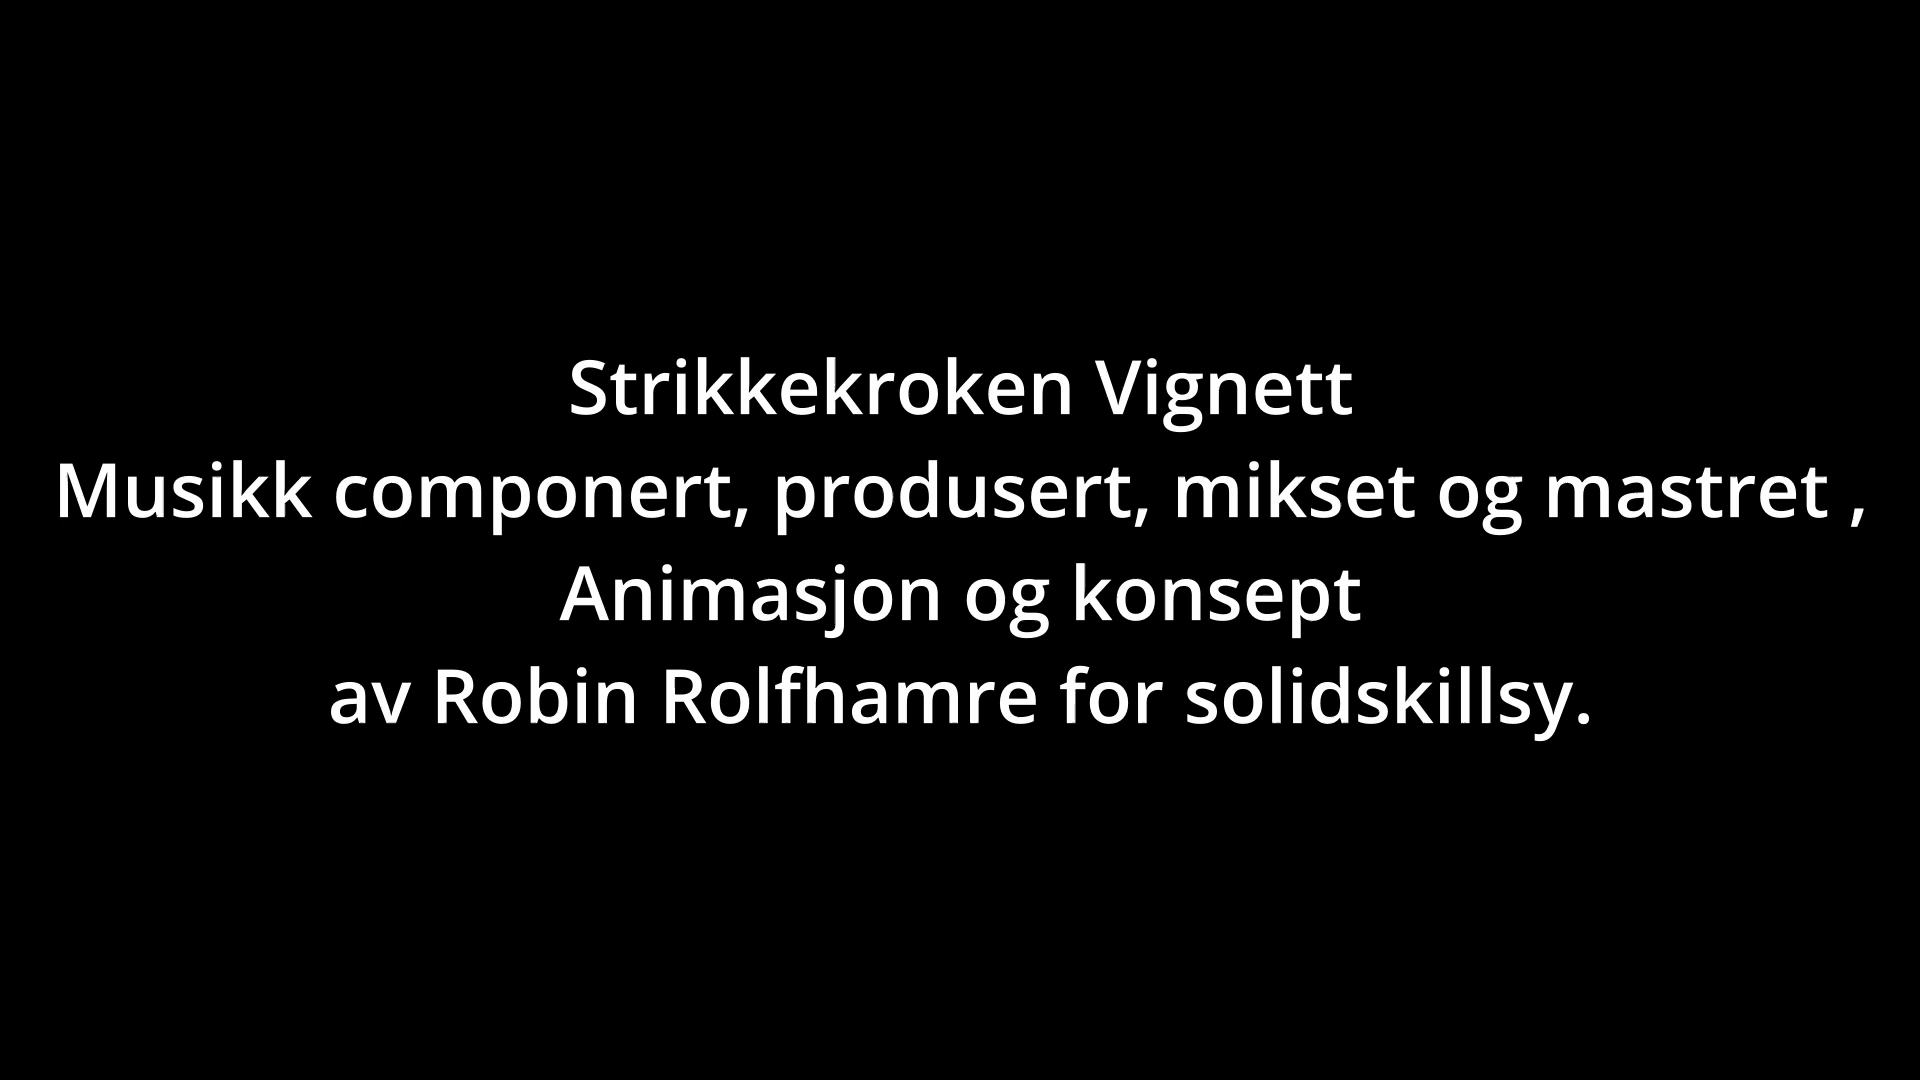 Strikkekroken Vignett
Musikk componert, produsert, mikset og mastret ,
Animasjon og konsept
av Robin Rolfhamre for solidskillsy.